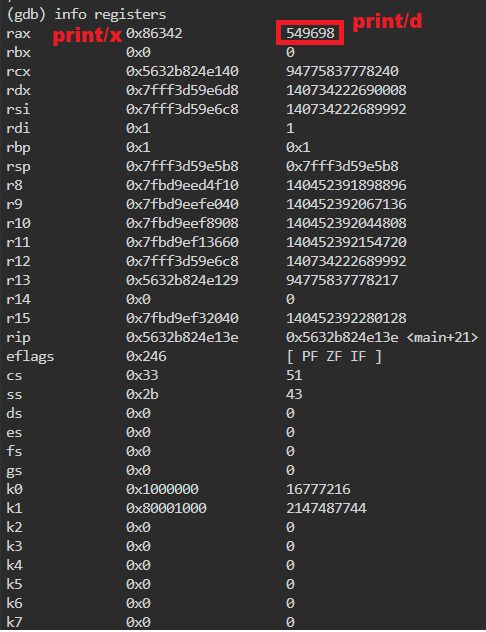 (gdb) info registers
rax print/x 0x86342 549698 print/d
rbx 0x0 0
rcx 0x5632b824e140 94775837778240
rdx 0x7fff3d59e6d8 140734222690008
rsi 0x7fff3d59e6c8 140734222689992
rdi 0x1 1
rbp 0x1 0x1
rsp 0x7fff3d59e5b8 0x7fff3d59e5b8
r8 0x7fbd9eed4f10 140452391898896
r9 0x7fbd9eefe040 140452392067136
r10 0x7fbd9eef8908 140452392044808
r11 0x7fbd9ef13660 140452392154720
r12 0x7fff3d59e6c8 140734222689992
r13 0x5632b824e129 94775837778217
r14 0x0 0
r15 0x7fbd9ef32040 140452392280128
rip 0x5632b824e13e 0x5632b824e13e <main+21>
eflags 0x246 [ PF ZF IF ]
cs 0x33 51
ss 0x2b 43
ds 0x0 0
es 0x0 0
fs 0x0 0
gs 0x0 0
k0 0x1000000 16777216
k1 0x80001000 2147487744
k2 0x0 0
k3 0x0 0
k4 0x0 0
k5 0x0 0
k6 0x0 0
k7 0x0 0